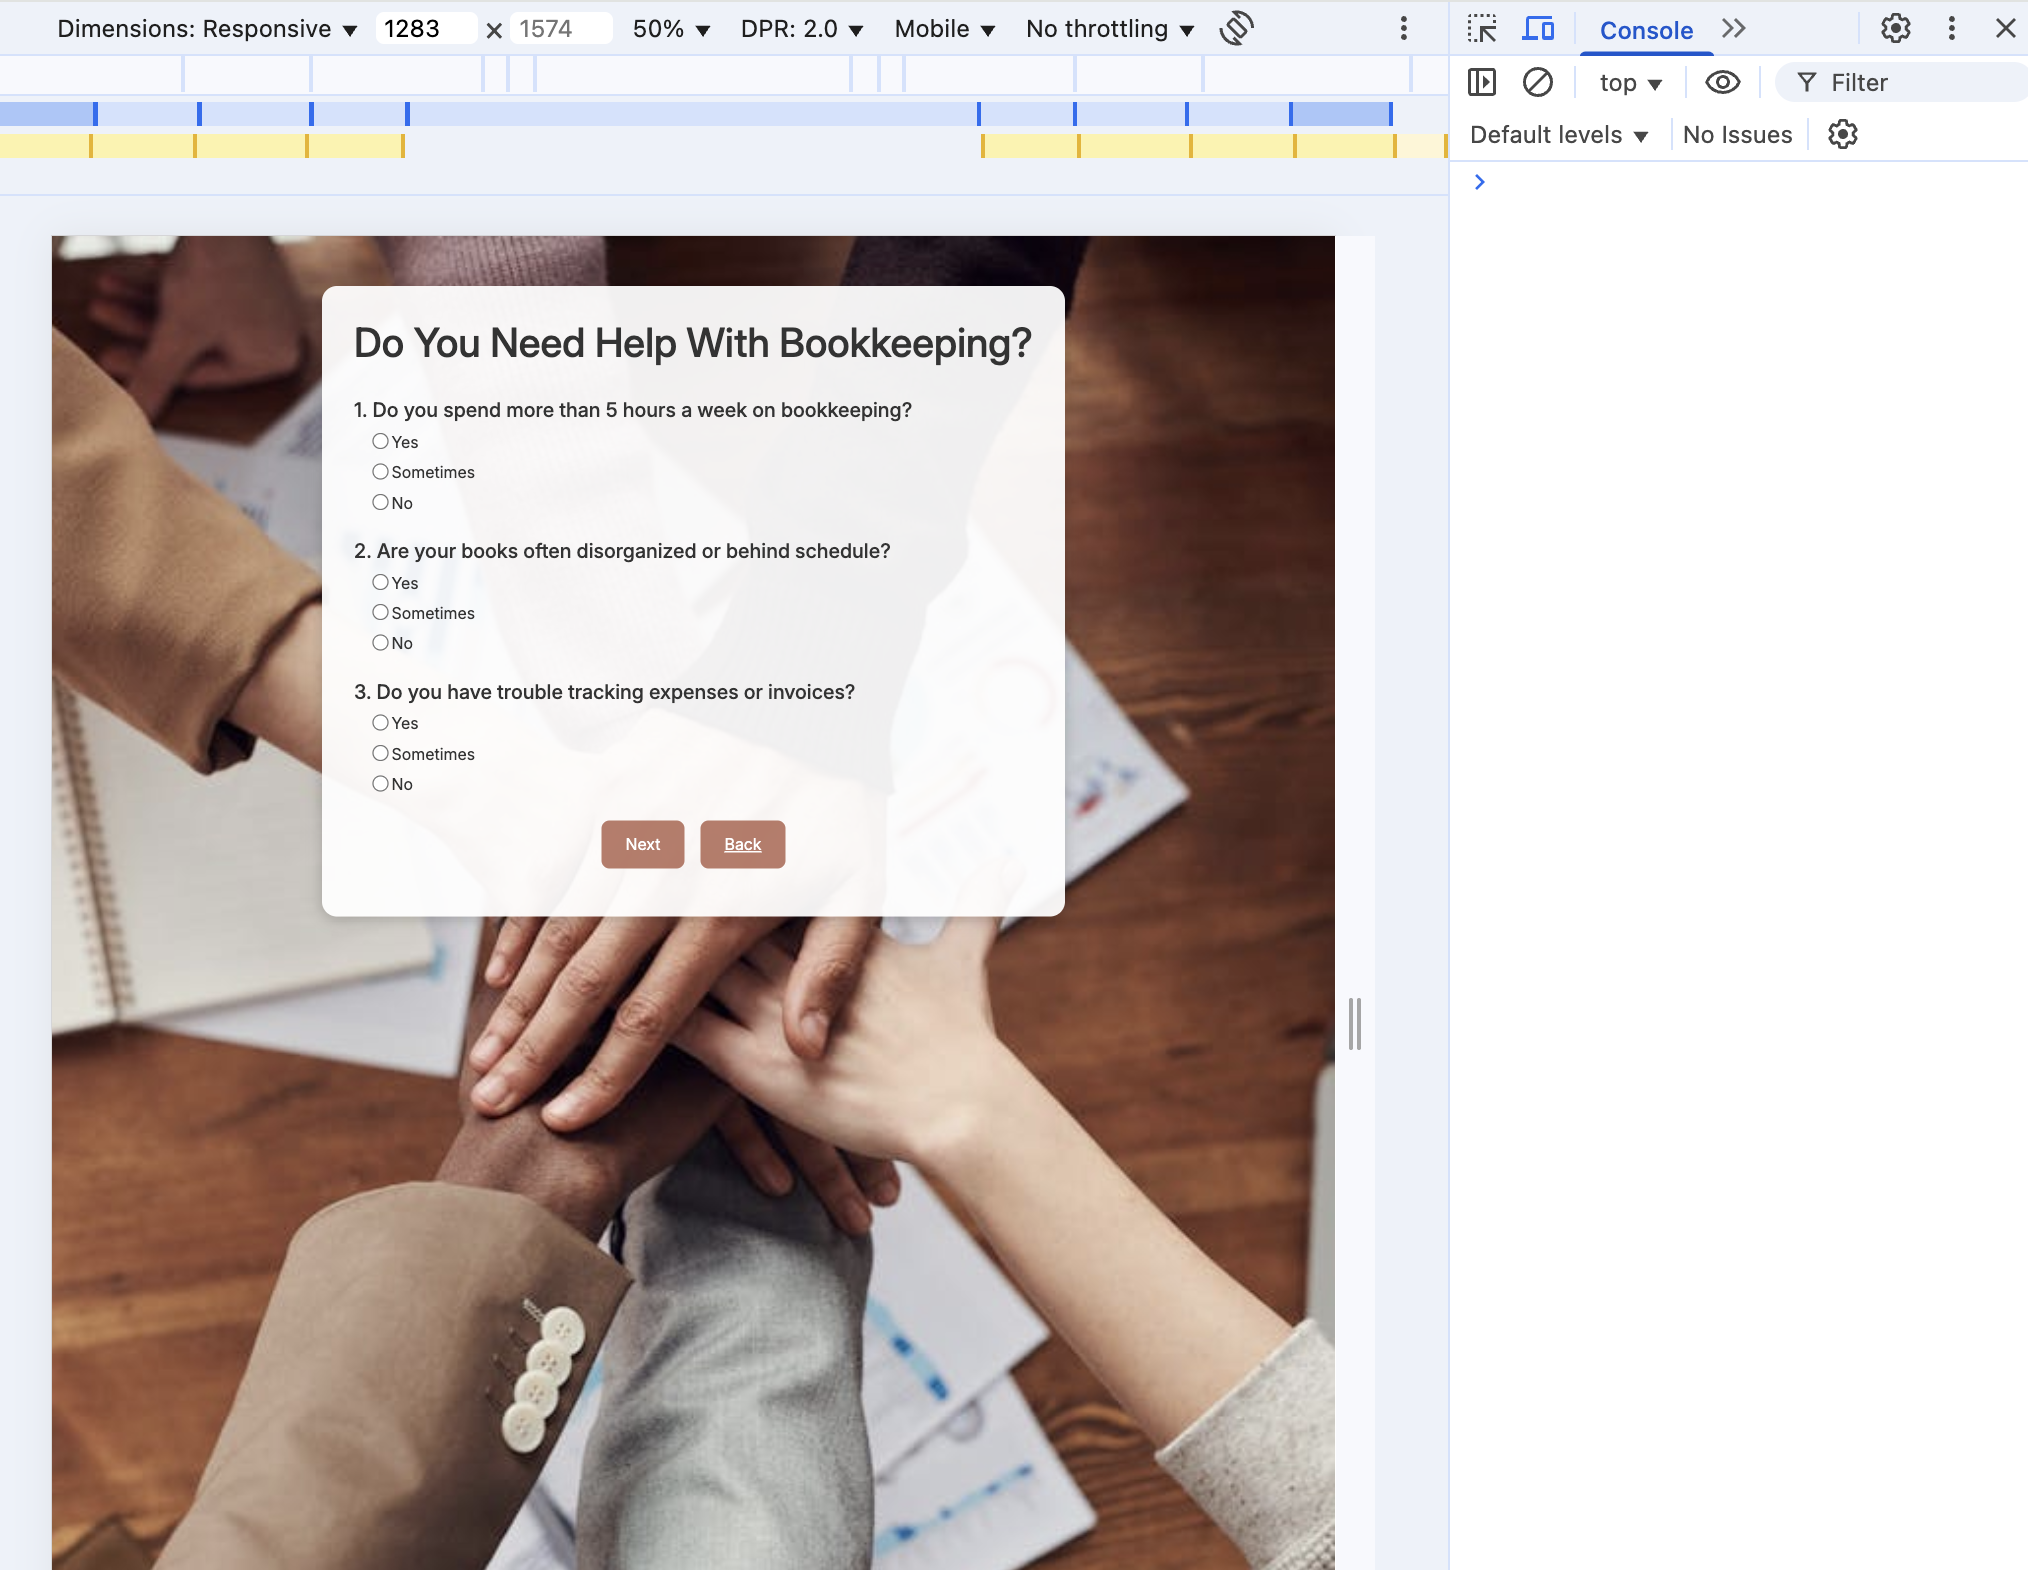 Dimensions: Responsive ▼ 1283 × 1574 50% ▼ DPR: 2.0 ▼ Mobile ▼ No throttling ▼
Console
top ▼ Filter
Default levels ▼ No Issues
Do You Need Help With Bookkeeping?
1. Do you spend more than 5 hours a week on bookkeeping?
Yes
Sometimes
No
2. Are your books often disorganized or behind schedule?
Yes
Sometimes
No
3. Do you have trouble tracking expenses or invoices?
Yes
Sometimes
No
Next Back